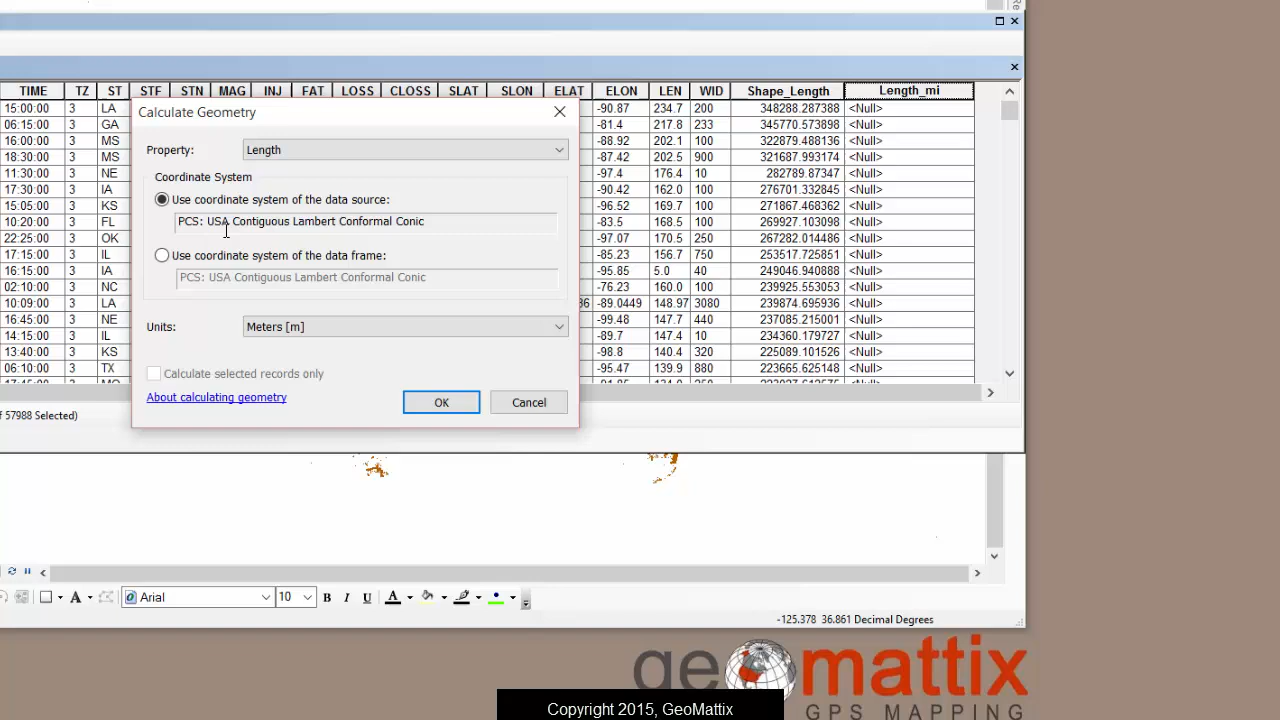 Re
TIME TZ ST STF STN MAG INJ FAT LOSS CLOSS SLAT SLON ELAT ELON LEN WID Shape_Length Length_mi
15:00:00 3 LA -90.87 234.7 200 348288.287388 <Null>
06:15:00 3 GA -81.4 217.8 233 345770.573898 <Null>
16:00:00 3 MS -88.92 202.1 100 322879.488136 <Null>
18:30:00 3 MS -87.42 202.5 900 321687.993174 <Null>
11:30:00 3 NE -97.4 176.4 10 282789.87347 <Null>
17:30:00 3 IA -90.42 162.0 100 276701.332845 <Null>
15:05:00 3 KS -96.52 169.7 100 271867.468362 <Null>
10:20:00 3 FL -83.5 168.5 100 269927.103098 <Null>
22:25:00 3 OK -97.07 170.5 250 267282.014486 <Null>
17:15:00 3 IL -85.23 156.7 750 253517.725851 <Null>
16:15:00 3 IA -95.85 5.0 40 249046.940888 <Null>
02:10:00 3 NC -76.23 160.0 100 239925.553053 <Null>
10:09:00 3 LA 36 -89.0449 148.97 3080 239874.695936 <Null>
16:45:00 3 NE -99.48 147.7 440 237085.215001 <Null>
14:15:00 3 IL -89.7 147.4 10 234360.179727 <Null>
13:40:00 3 KS -98.8 140.4 320 225089.101526 <Null>
06:10:00 3 TX -95.47 139.9 880 223665.625148 <Null>
Calculate Geometry
Property: Length
Coordinate System
Use coordinate system of the data source:
PCS: USA Contiguous Lambert Conformal Conic
Use coordinate system of the data frame:
PCS: USA Contiguous Lambert Conformal Conic
Units: Meters [m]
Calculate selected records only
About calculating geometry OK Cancel
f 57988 Selected)
A Arial 10 B I U A
-125.378 36.861 Decimal Degrees
geomattix
GPS MAPPING
Copyright 2015, GeoMattix